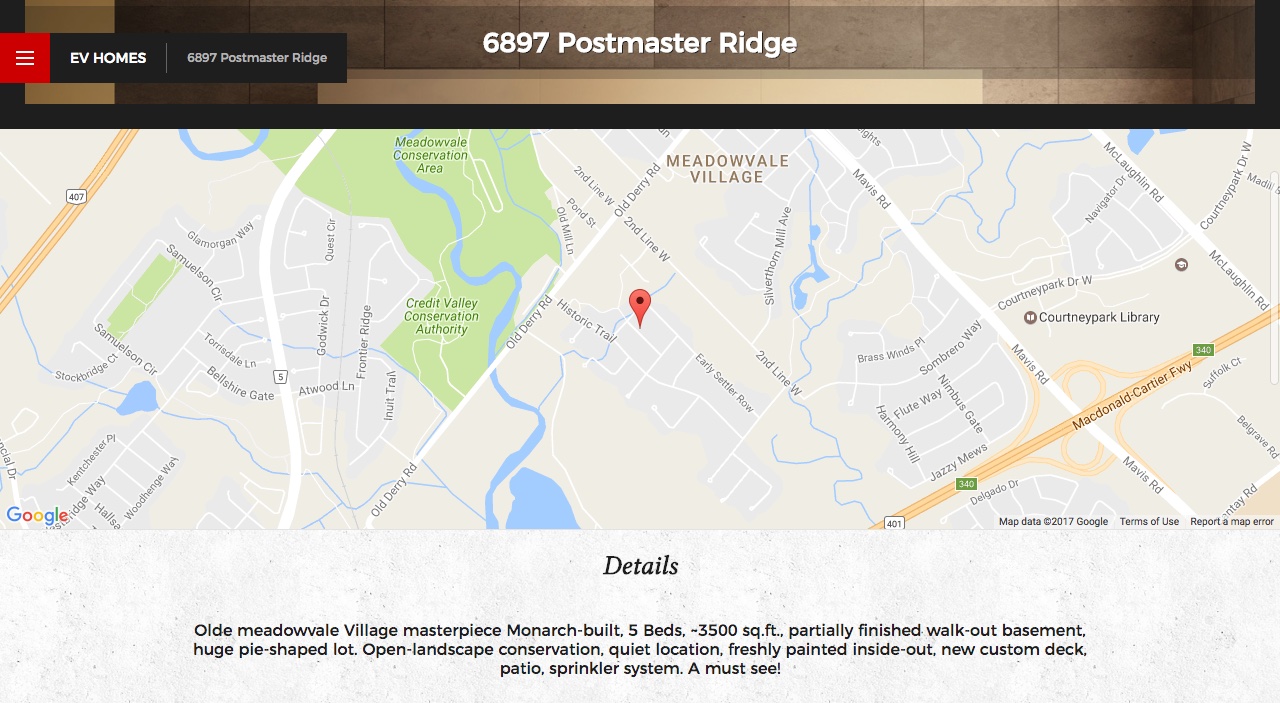 6897 Postmaster Ridge
EV HOMES
6897 Postmaster Ridge
Meadowvale
Conservation
Area
MEADOWVALE
VILLAGE
ights
Mavis Rd
McLaughlin Rd
Courtneypark Dr W
Navigator Dr
407
2nd Line W
Pond St
Old Derry Rd
Old Mill Ln
2nd Line W
Glamorgan Way
Samuelson Cir
Quest Cir
Silverthorn Mill Ave
McLaughlin Rd
Courtneypark Dr W
Courtneypark Library
Credit Valley
Conservation
Authority
Godwick Dr
Frontier Ridge
Old Derry Rd
Historic Trail
Samuelson Cir
Torrisdale Ln
Stockbridge Ct
Bellshire Gate
5
Atwood Ln
Inuit Trail
Early Settler Row
2nd Line W
Brass Winds Pl
Sombrero Way
Mavis Rd
340
Macdonald-Cartier Fwy
Suffolk Ct
Flute Way
Nimbus Gate
Harmony Hill
Belgrave Rd
Kentchester Pl
Woodhenge Way
Old Derry Rd
Jazzy Mews
Mavis Rd
340
Delgado Dr
401
Google
Map data ©2017 Google
Terms of Use
Report a map error
Details
Olde meadowvale Village masterpiece Monarch-built, 5 Beds, ~3500 sq.ft., partially finished walk-out basement,
huge pie-shaped lot. Open-landscape conservation, quiet location, freshly painted inside-out, new custom deck,
patio, sprinkler system. A must see!